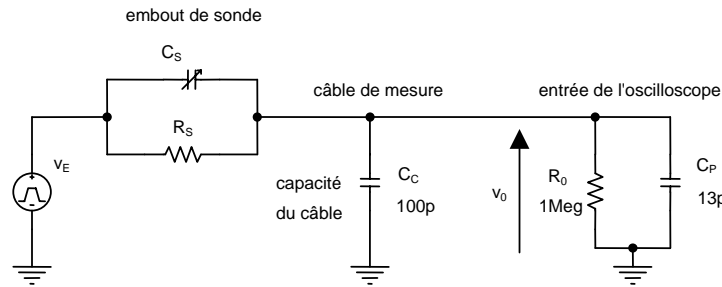 embout de sonde
C_S
R_S
v_E
câble de mesure
entrée de l'oscilloscope
capacité
du câble
C_C
100p
v_0
R_0
1Meg
C_P
13p